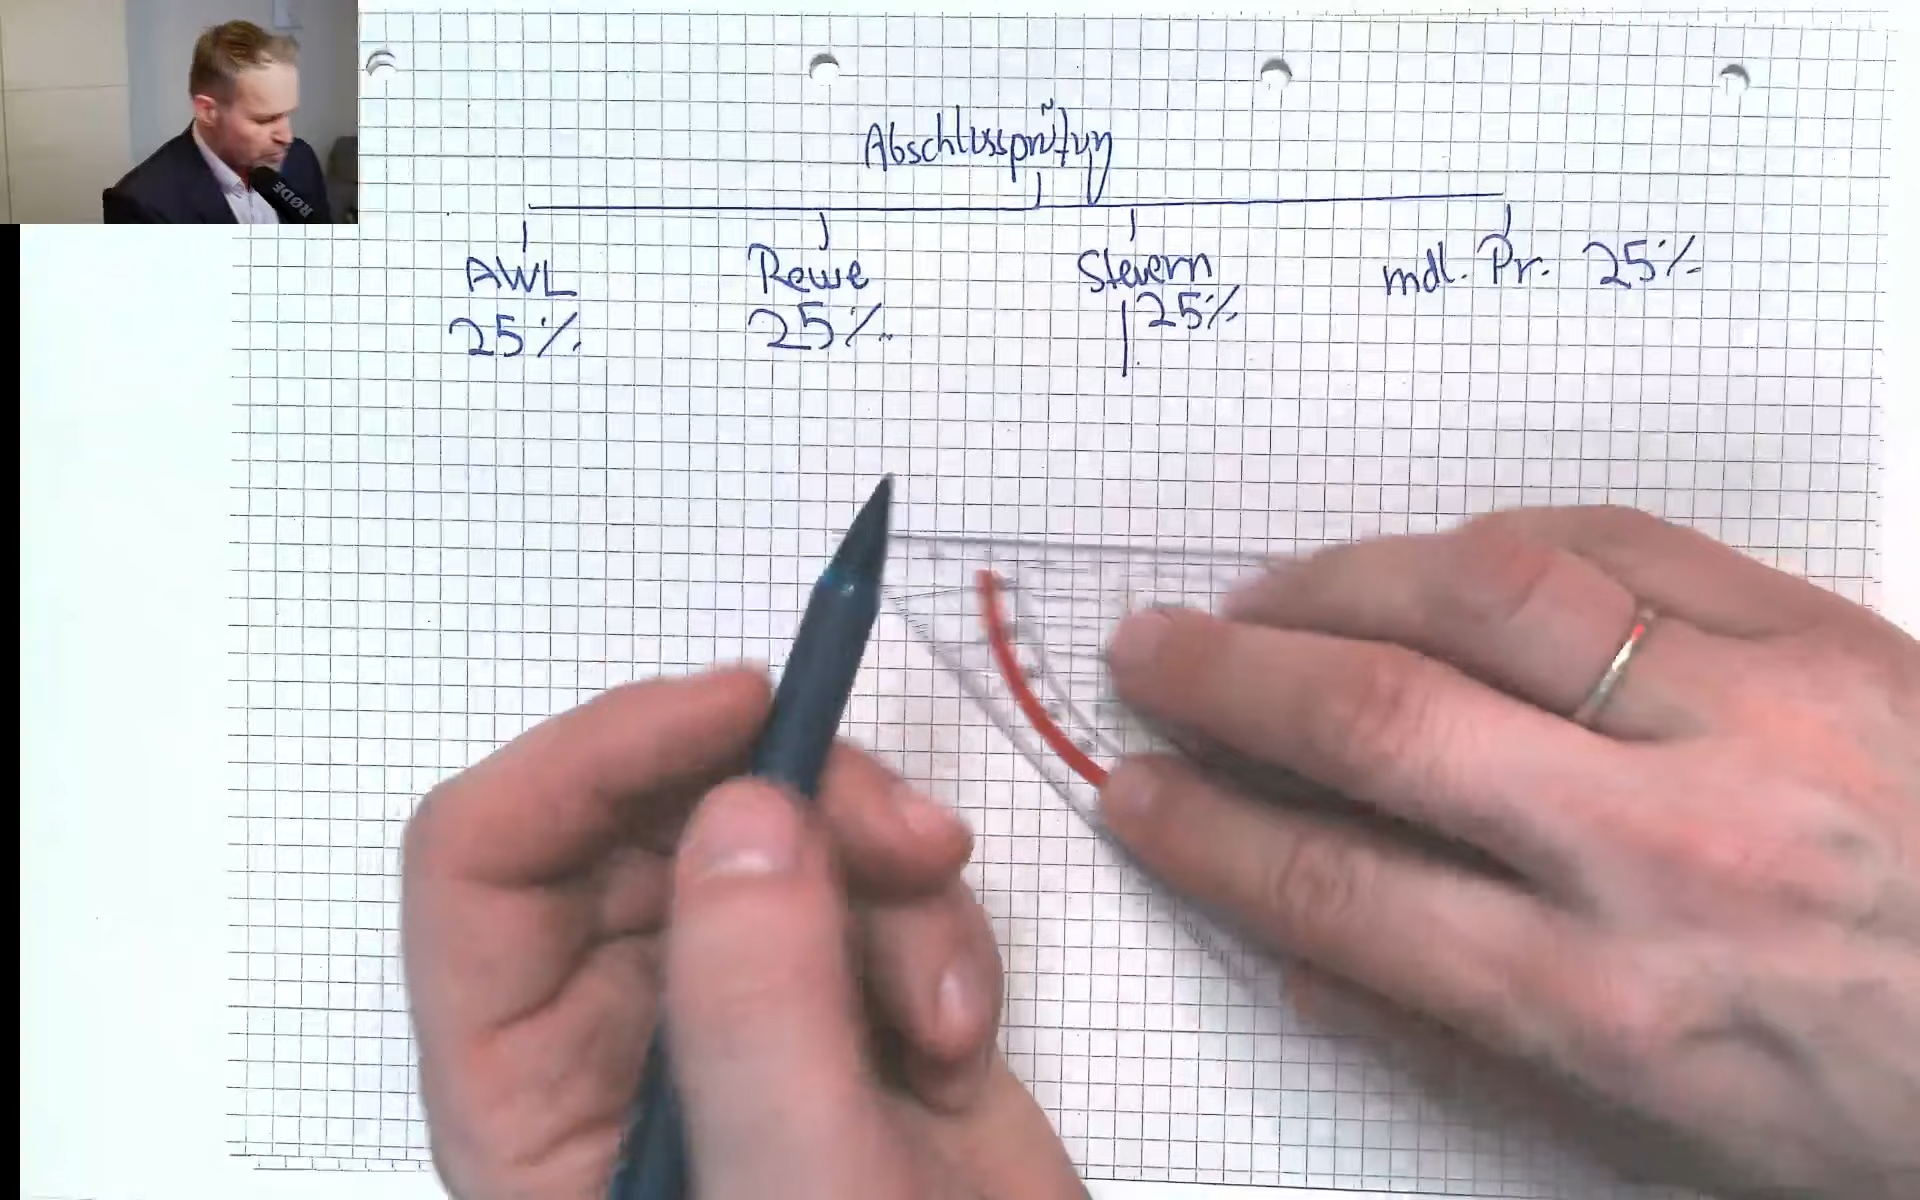 Abschlussprüfung
AWL
25%
Rewe
25%
Steuern
25%
mdl. Pr. 25%
RØDE